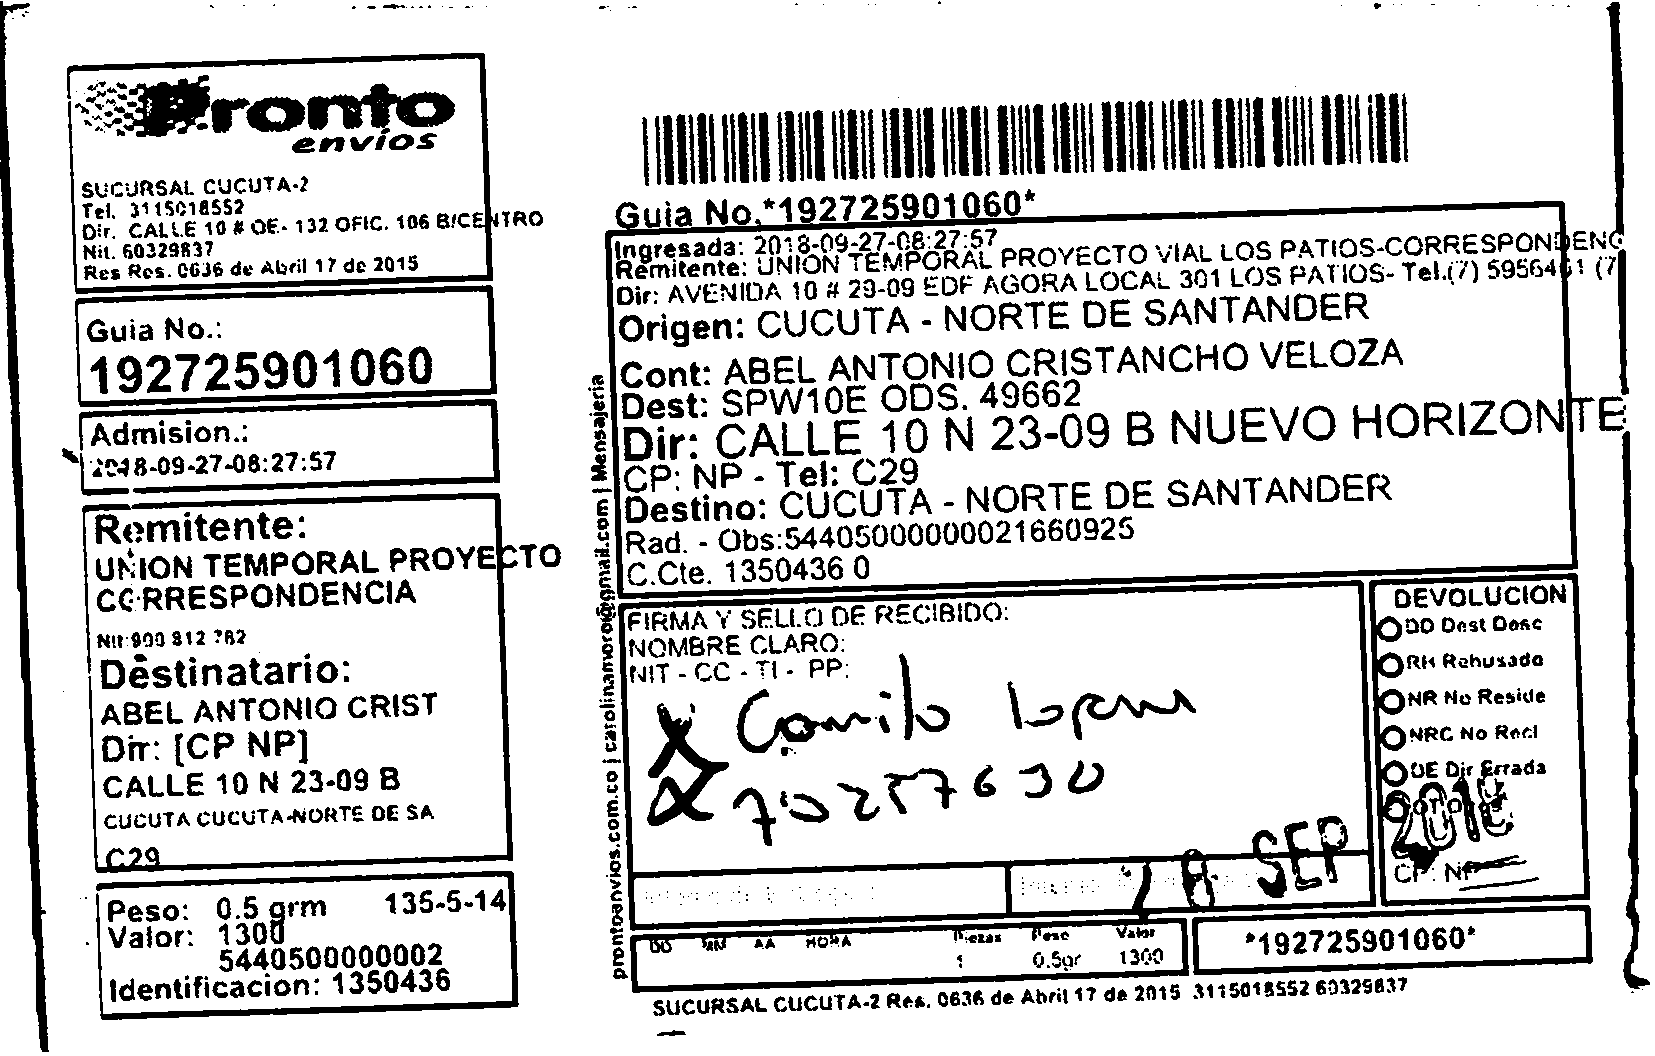 Pronto
envíos
SUCURSAL CUCUTA-2
Tel. 3115018552
Dir. CALLE 10 # OE- 132 OFIC. 106 B/CENTRO
Nit. 60329837
Res Res. 0636 de Abril 17 de 2015
Guia No.:
192725901060
Admision.:
2018-09-27-08:27:57
Remitente:
UNION TEMPORAL PROYECTO
CORRESPONDENCIA
Nit:900 812 782
Destinatario:
ABEL ANTONIO CRIST
Dir: [CP NP]
CALLE 10 N 23-09 B
CUCUTA CUCUTA-NORTE DE SA
C29
Peso: 0.5 grm 135-5-14
Valor: 1300
5440500000002
Identificacion: 1350436
prontoenvios.com.co | carolinamoro@gmail.com | Mensajeria
Guia No.*192725901060*
Ingresada: 2018-09-27-08:27:57
Remitente: UNION TEMPORAL PROYECTO VIAL LOS PATIOS-CORRESPONDENC
Dir: AVENIDA 10 # 29-09 EDF AGORA LOCAL 301 LOS PATIOS- Tel.(7) 5956461 (7
Origen: CUCUTA - NORTE DE SANTANDER
Cont: ABEL ANTONIO CRISTANCHO VELOZA
Dest: SPW10E ODS. 49662
Dir: CALLE 10 N 23-09 B NUEVO HORIZONTE
CP: NP - Tel: C29
Destino: CUCUTA - NORTE DE SANTANDER
Rad. - Obs:54405000000021660925
C.Cte. 1350436 0
FIRMA Y SELLO DE RECIBIDO:
NOMBRE CLARO:
NIT - CC - TI - PP:
Camilo
28 SEP 2018
DEVOLUCION
DD Dest Desc
RH Rehusado
NR No Reside
NRC No Recl
DE Dir Errada
CP: NP
DD MM AA HORA
Piezas Peso Valor
1 0.5gr 1300
*192725901060*
SUCURSAL CUCUTA-2 Res. 0636 de Abril 17 de 2015 3115018552 60329837